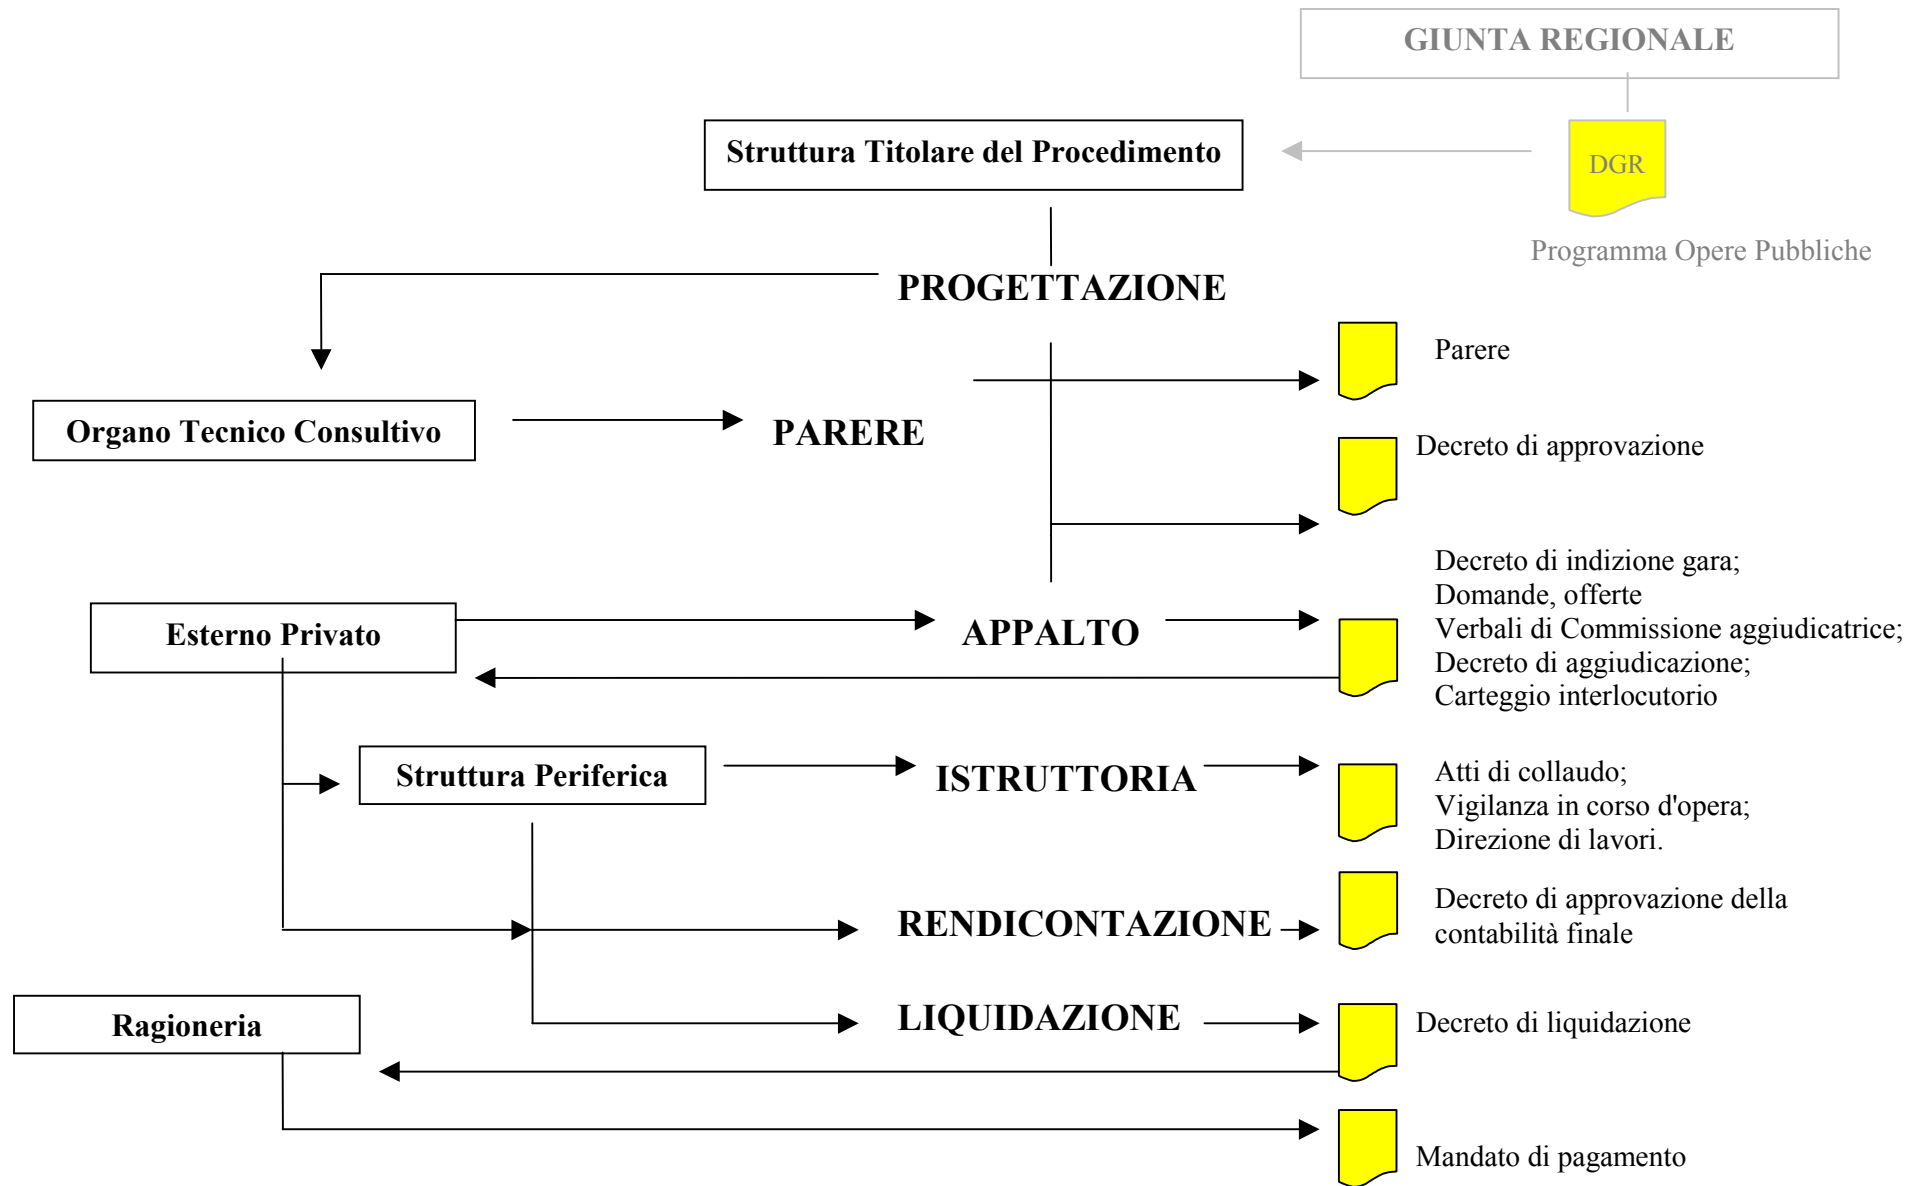 GIUNTA REGIONALE
Struttura Titolare del Procedimento
DGR
Programma Opere Pubbliche
PROGETTAZIONE
Parere
Organo Tecnico Consultivo
PARERE
Decreto di approvazione
Decreto di indizione gara;
Domande, offerte
Verbali di Commissione aggiudicatrice;
Decreto di aggiudicazione;
Carteggio interlocutorio
Esterno Privato
APPALTO
Struttura Periferica
ISTRUTTORIA
Atti di collaudo;
Vigilanza in corso d'opera;
Direzione di lavori.
RENDICONTAZIONE
Decreto di approvazione della
contabilità finale
Ragioneria
LIQUIDAZIONE
Decreto di liquidazione
Mandato di pagamento